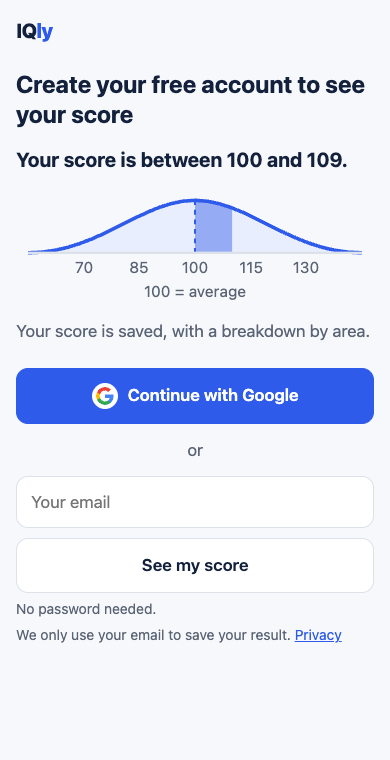 IQly
Create your free account to see
your score
Your score is between 100 and 109.
70 85 100 115 130
100 = average
Your score is saved, with a breakdown by area.
Continue with Google
or
Your email
See my score
No password needed.
We only use your email to save your result. Privacy